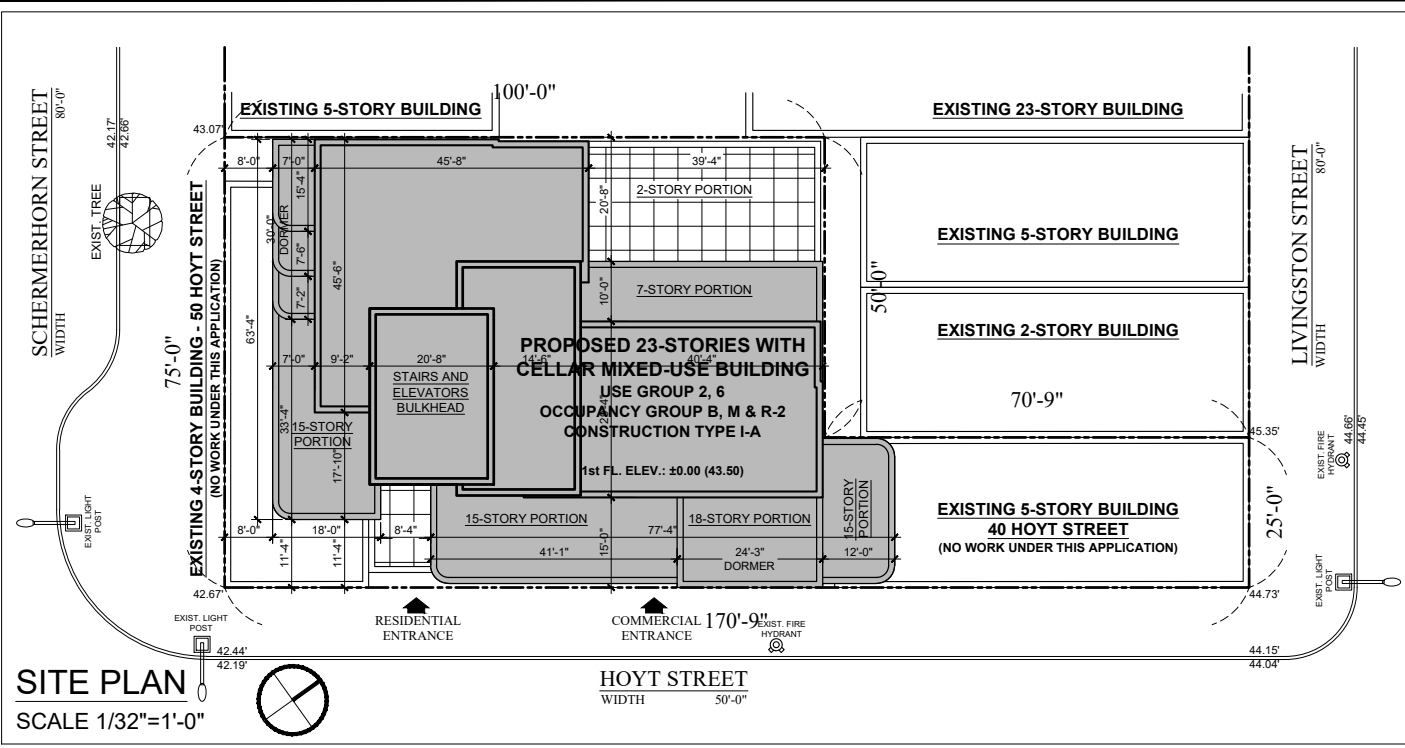 100'-0"
EXISTING 5-STORY BUILDING
EXISTING 23-STORY BUILDING
SCHERMERHORN STREET
WIDTH 80'-0"
42.17'
42.66'
43.07'
8'-0"
7'-0"
45'-8"
39'-4"
15'-4"
20'-8"
2-STORY PORTION
EXIST. TREE
30'-0"
DORMER
7'-6"
7'-2"
45'-6"
63'-4"
10'-0"
7-STORY PORTION
50'-0"
EXISTING 5-STORY BUILDING
EXISTING 2-STORY BUILDING
LIVINGSTON STREET
WIDTH 80'-0"
75'-0"
EXISTING 4-STORY BUILDING - 50 HOYT STREET
(NO WORK UNDER THIS APPLICATION)
7'-0"
9'-2"
20'-8"
14'-6"
40'-4"
STAIRS AND
ELEVATORS
BULKHEAD
PROPOSED 23-STORIES WITH
CELLAR MIXED-USE BUILDING
USE GROUP 2, 6
OCCUPANCY GROUP B, M & R-2
CONSTRUCTION TYPE I-A
1st FL. ELEV.: ±0.00 (43.50)
70'-9"
33'-4"
15-STORY
PORTION
17'-10"
45.35'
44.66'
44.45'
EXIST. FIRE
HYDRANT
EXIST. LIGHT
POST
8'-0"
18'-0"
8'-4"
11'-4"
11'-4"
15-STORY PORTION
77'-4"
15'-0"
41'-1"
18-STORY PORTION
24'-3"
DORMER
15-STORY
PORTION
12'-0"
EXISTING 5-STORY BUILDING
40 HOYT STREET
(NO WORK UNDER THIS APPLICATION)
25'-0"
EXIST. LIGHT
POST
42.67'
44.73'
EXIST. LIGHT
POST
RESIDENTIAL
ENTRANCE
COMMERCIAL
ENTRANCE
170'-9"
EXIST. FIRE
HYDRANT
42.44'
42.19'
44.15'
44.04'
HOYT STREET
WIDTH 50'-0"
SITE PLAN
SCALE 1/32"=1'-0"